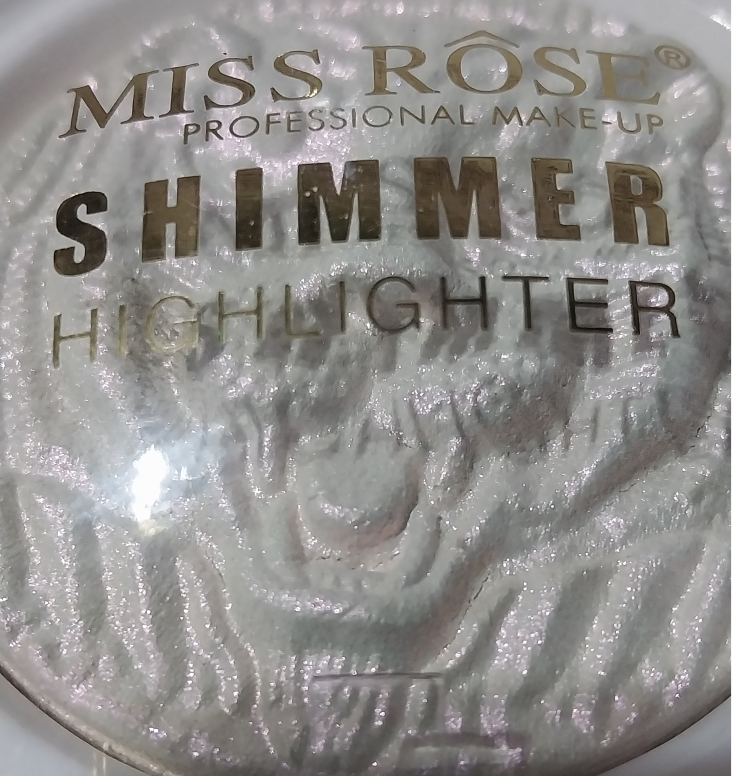 MISS RÔSE®
PROFESSIONAL MAKE-UP
SHIMMER
HIGHLIGHTER